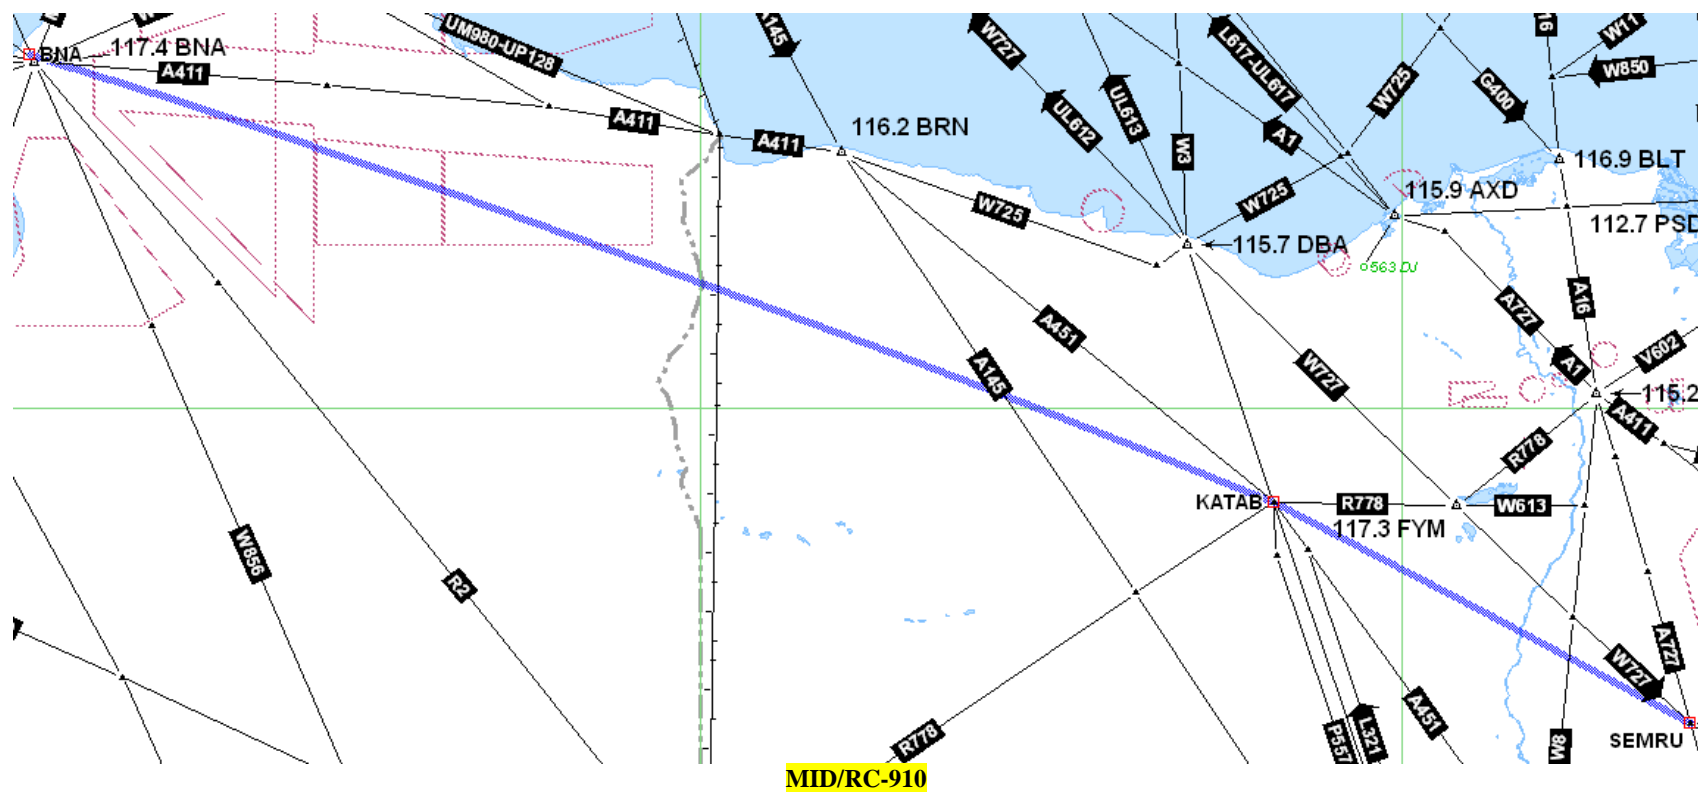 UM980-UP128
A145
W727
L617-UL617
W725
G400
16
W11
W850
BNA
117.4 BNA
A411
A411
A411
116.2 BRN
UL612
UL613
W3
A1
116.9 BLT
115.9 AXD
112.7 PSD
W725
W725
115.7 DBA
563 DJ
A16
A727
A451
A145
W727
A1
V602
115.2
A411
R778
KATAB
R778
W613
117.3 FYM
W856
R2
W727
A727
R778
P557
L321
A451
W8
SEMRU
MID/RC-910